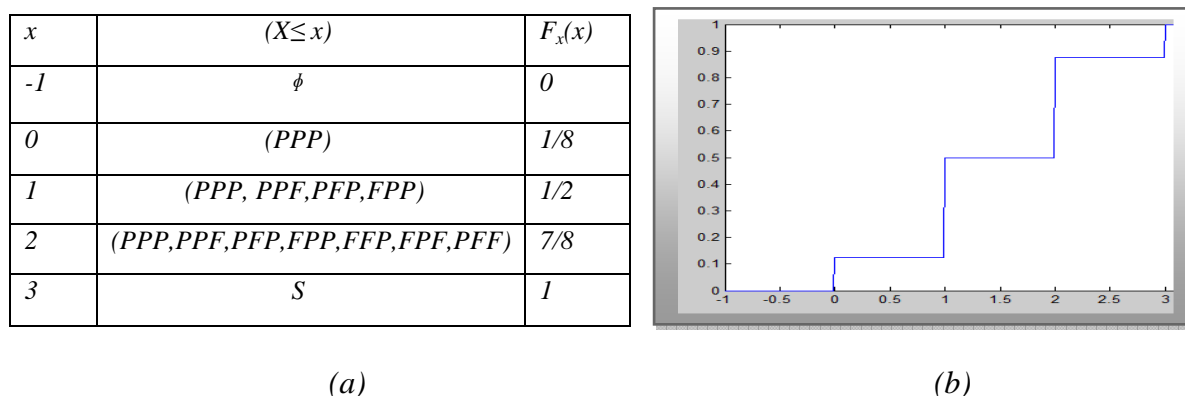 x (X≤ x) Fx(x)
-1 ϕ 0
0 (PPP) 1/8
1 (PPP, PPF,PFP,FPP) 1/2
2 (PPP,PPF,PFP,FPP,FFP,FPF,PFF) 7/8
3 S 1
1
0.9
0.8
0.7
0.6
0.5
0.4
0.3
0.2
0.1
0
-1 -0.5 0 0.5 1 1.5 2 2.5 3
(a) (b)